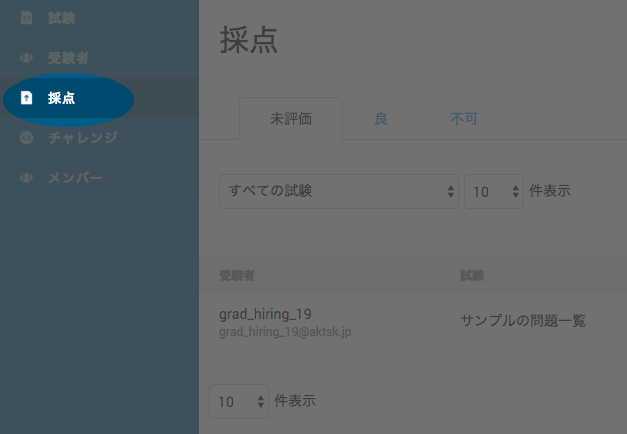 試験
受験者
採点
チャレンジ
メンバー
採点
未評価 良 不可
すべての試験 10 件表示
受験者 試験
grad_hiring_19 サンプルの問題一覧
grad_hiring_19@aktsk.jp
10 件表示